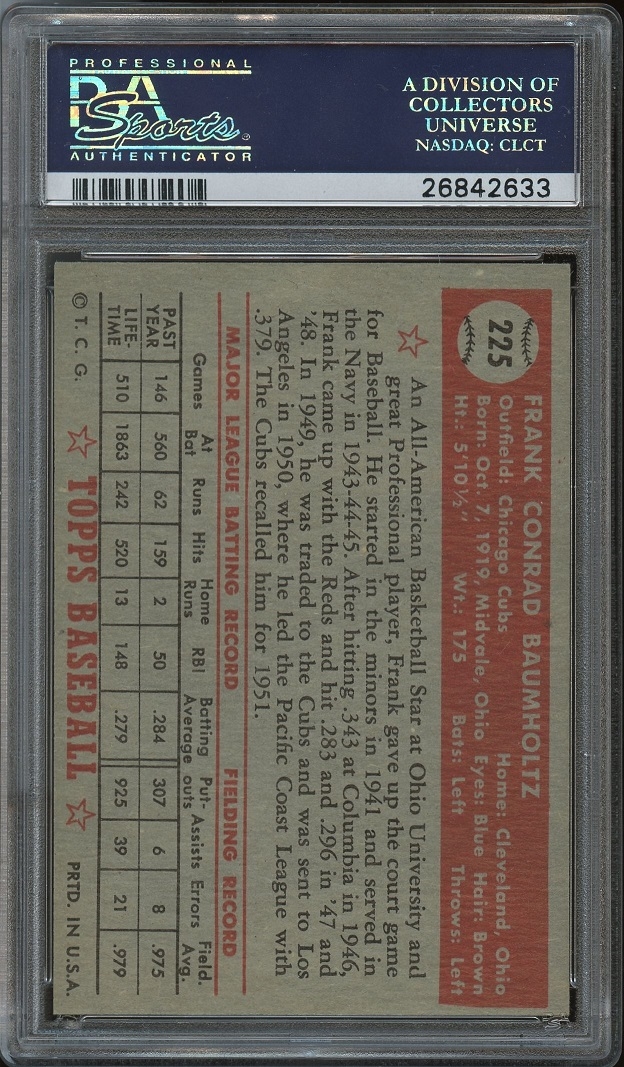 PROFESSIONAL
PSA
Sports
AUTHENTICATOR
A DIVISION OF
COLLECTORS
UNIVERSE
NASDAQ: CLCT
26842633
225
FRANK CONRAD BAUMHOLTZ
Outfield: Chicago Cubs Home: Cleveland, Ohio
Born: Oct. 7, 1919, Midvale, Ohio Eyes: Blue Hair: Brown
Ht.: 5'10½" Wt.: 175 Bats: Left Throws: Left
An All-American Basketball Star at Ohio University and
great Professional player, Frank gave up the court game
for Baseball. He started in the minors in 1941 and served in
the Navy in 1943-44-45. After hitting .343 at Columbia in 1946,
Frank came up with the Reds and hit .283 and .296 in '47 and
'48. In 1949, he was traded to the Cubs and was sent to Los
Angeles in 1950, where he led the Pacific Coast League with
.379. The Cubs recalled him for 1951.
MAJOR LEAGUE BATTING RECORD FIELDING RECORD
Games At Bat Runs Hits Home Runs RBI Batting Average Put-outs Assists Errors Field. Avg.
PAST YEAR 146 560 62 159 2 50 .284 307 6 8 .975
LIFE-TIME 510 1863 242 520 13 148 .279 925 39 21 .979
© T. C. G. TOPPS BASEBALL PRTD. IN U.S.A.